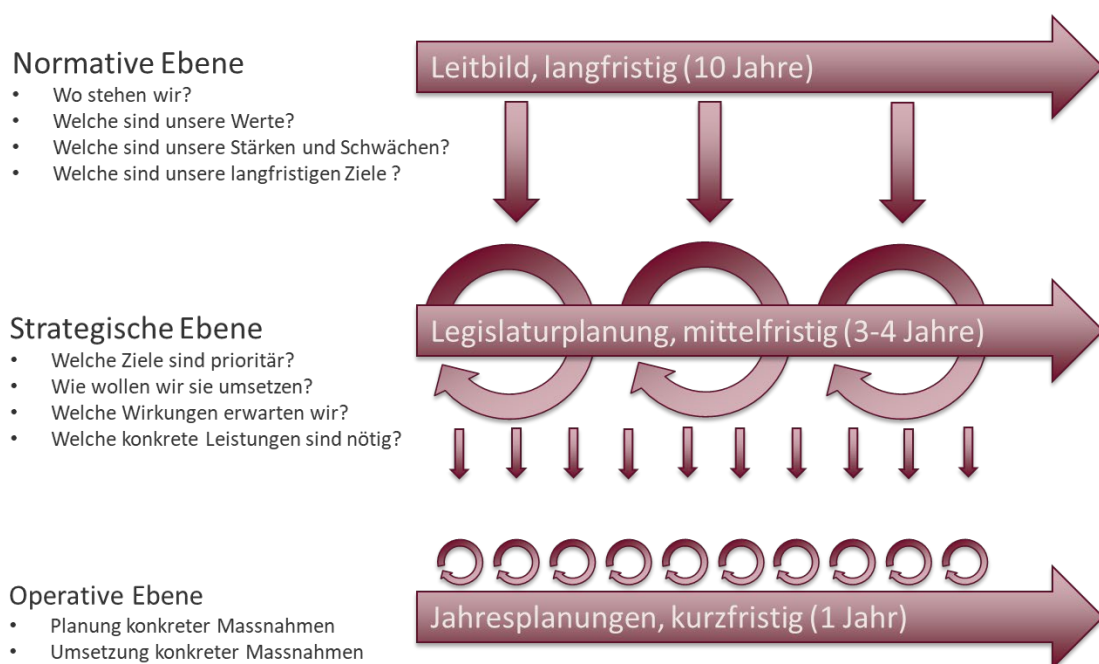 Normative Ebene
• Wo stehen wir?
• Welche sind unsere Werte?
• Welche sind unsere Stärken und Schwächen?
• Welche sind unsere langfristigen Ziele ?
Leitbild, langfristig (10 Jahre)
Strategische Ebene
• Welche Ziele sind prioritär?
• Wie wollen wir sie umsetzen?
• Welche Wirkungen erwarten wir?
• Welche konkrete Leistungen sind nötig?
Legislaturplanung, mittelfristig (3-4 Jahre)
Operative Ebene
• Planung konkreter Massnahmen
• Umsetzung konkreter Massnahmen
Jahresplanungen, kurzfristig (1 Jahr)